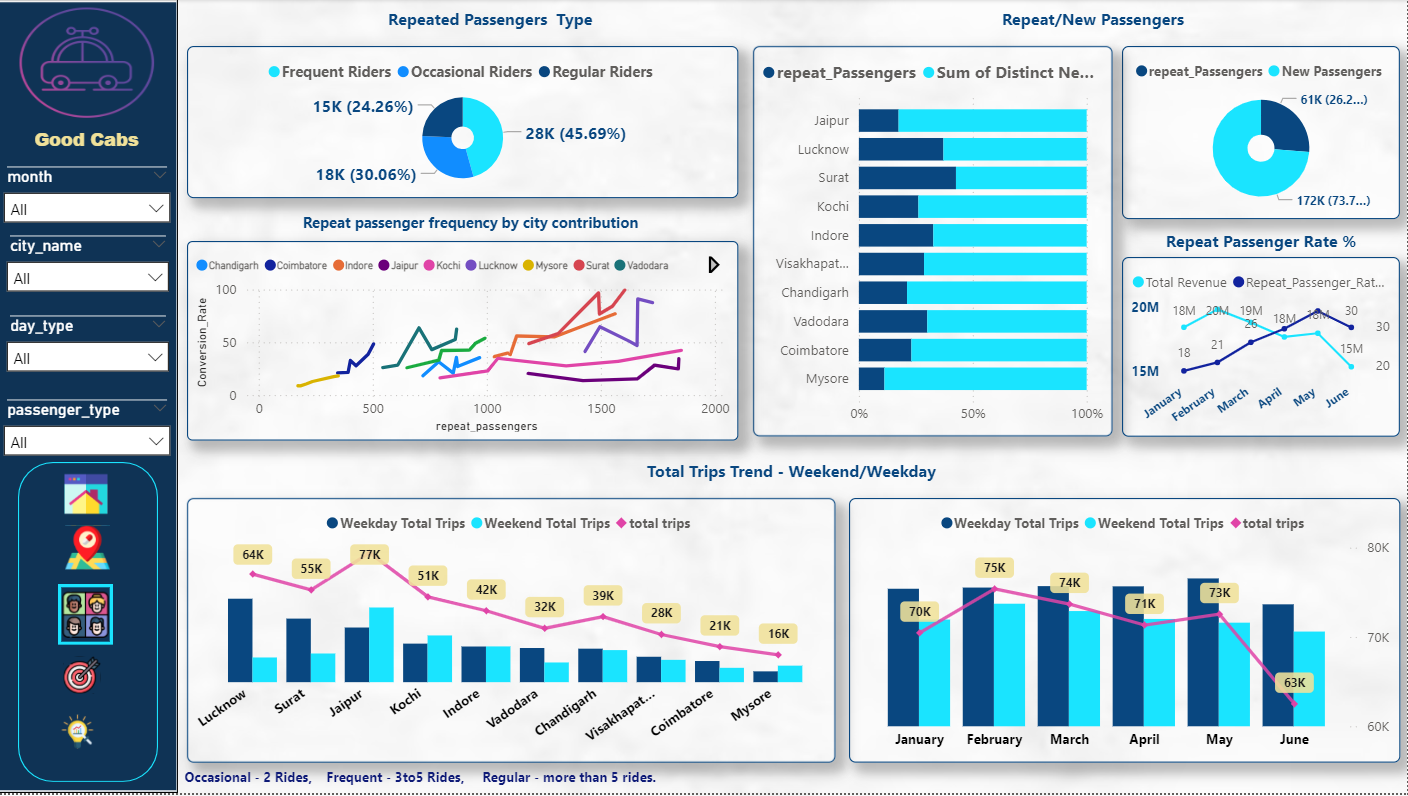 Good Cabs
month
All
city_name
All
day_type
All
passenger_type
All
Repeated Passengers Type
Frequent Riders Occasional Riders Regular Riders
15K (24.26%)
28K (45.69%)
18K (30.06%)
Repeat passenger frequency by city contribution
Chandigarh Coimbatore Indore Jaipur Kochi Lucknow Mysore Surat Vadodara
Conversion_Rate
100
50
0
0 500 1000 1500 2000
repeat_passengers
Repeat/New Passengers
repeat_Passengers Sum of Distinct Ne...
Jaipur
Lucknow
Surat
Kochi
Indore
Visakhapat...
Chandigarh
Vadodara
Coimbatore
Mysore
0% 50% 100%
repeat_Passengers New Passengers
61K (26.2...)
172K (73.7...)
Repeat Passenger Rate %
Total Revenue Repeat_Passenger_Rat...
20M
15M
18M 20M 19M 18M 18M 15M
18 21 26 30
30
20
January February March April May June
Total Trips Trend - Weekend/Weekday
Weekday Total Trips Weekend Total Trips total trips
64K 55K 77K 51K 42K 32K 39K 28K 21K 16K
Lucknow Surat Jaipur Kochi Indore Vadodara Chandigarh Visakhapat... Coimbatore Mysore
Weekday Total Trips Weekend Total Trips total trips
80K
70K
60K
70K 75K 74K 71K 73K 63K
January February March April May June
Occasional - 2 Rides, Frequent - 3to5 Rides, Regular - more than 5 rides.